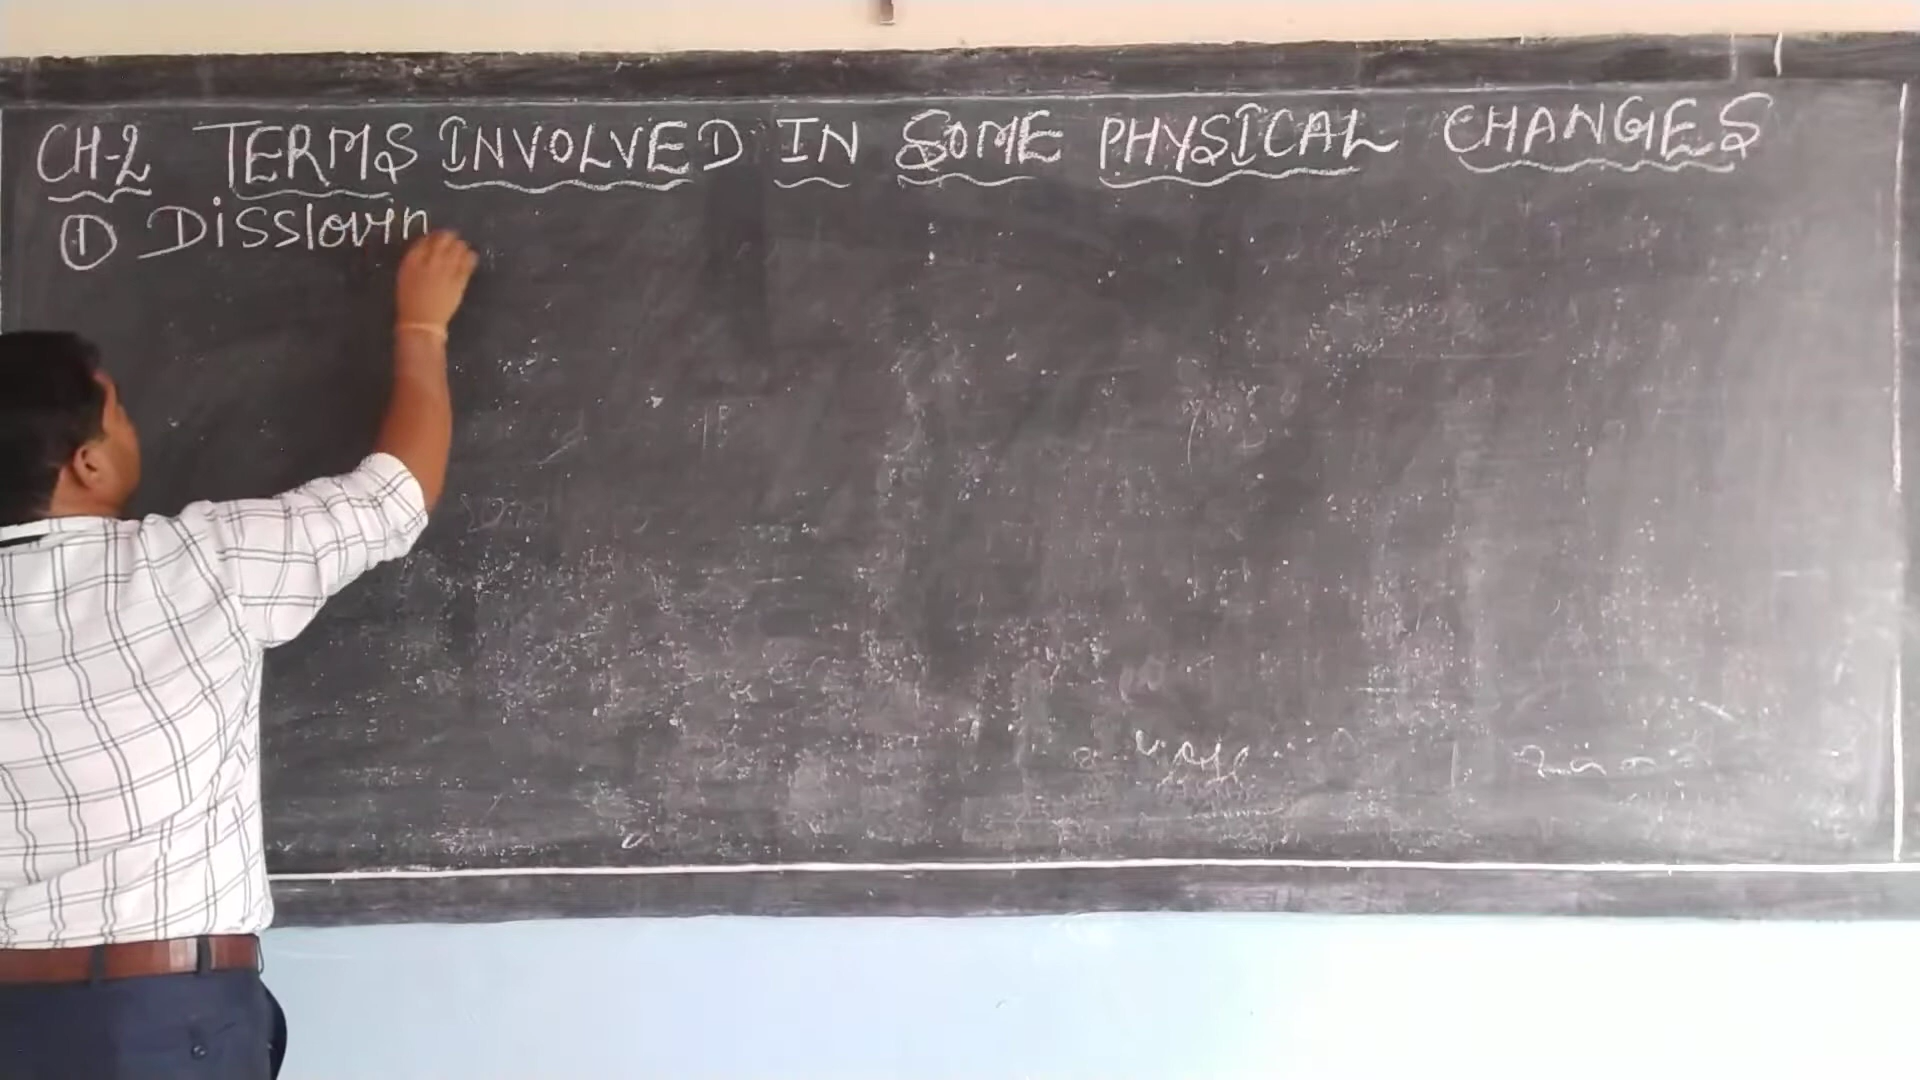 CH-2 TERMS INVOLVED IN SOME PHYSICAL CHANGES
① Disslovin